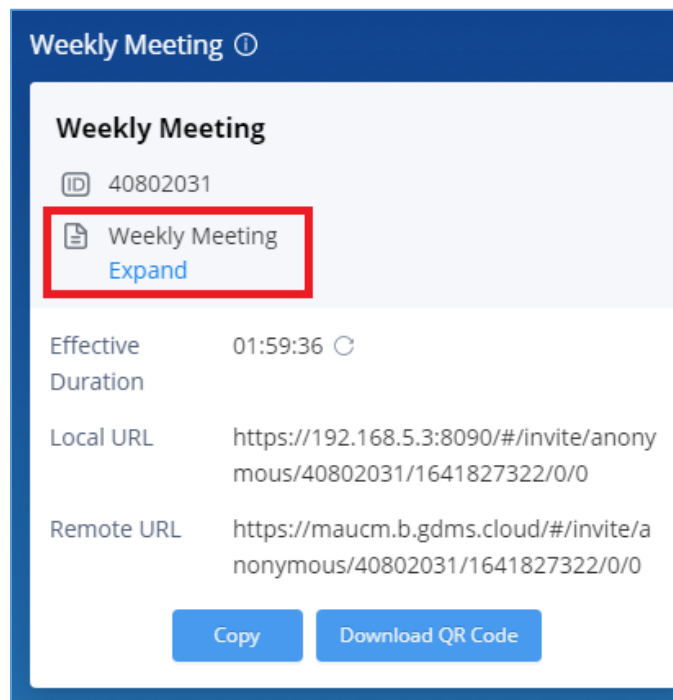 Weekly Meeting
Weekly Meeting
ID 40802031
Weekly Meeting
Expand
Effective Duration 01:59:36
Local URL https://192.168.5.3:8090/#/invite/anony
mous/40802031/1641827322/0/0
Remote URL https://maucm.b.gdms.cloud/#/invite/a
nonymous/40802031/1641827322/0/0
Copy Download QR Code